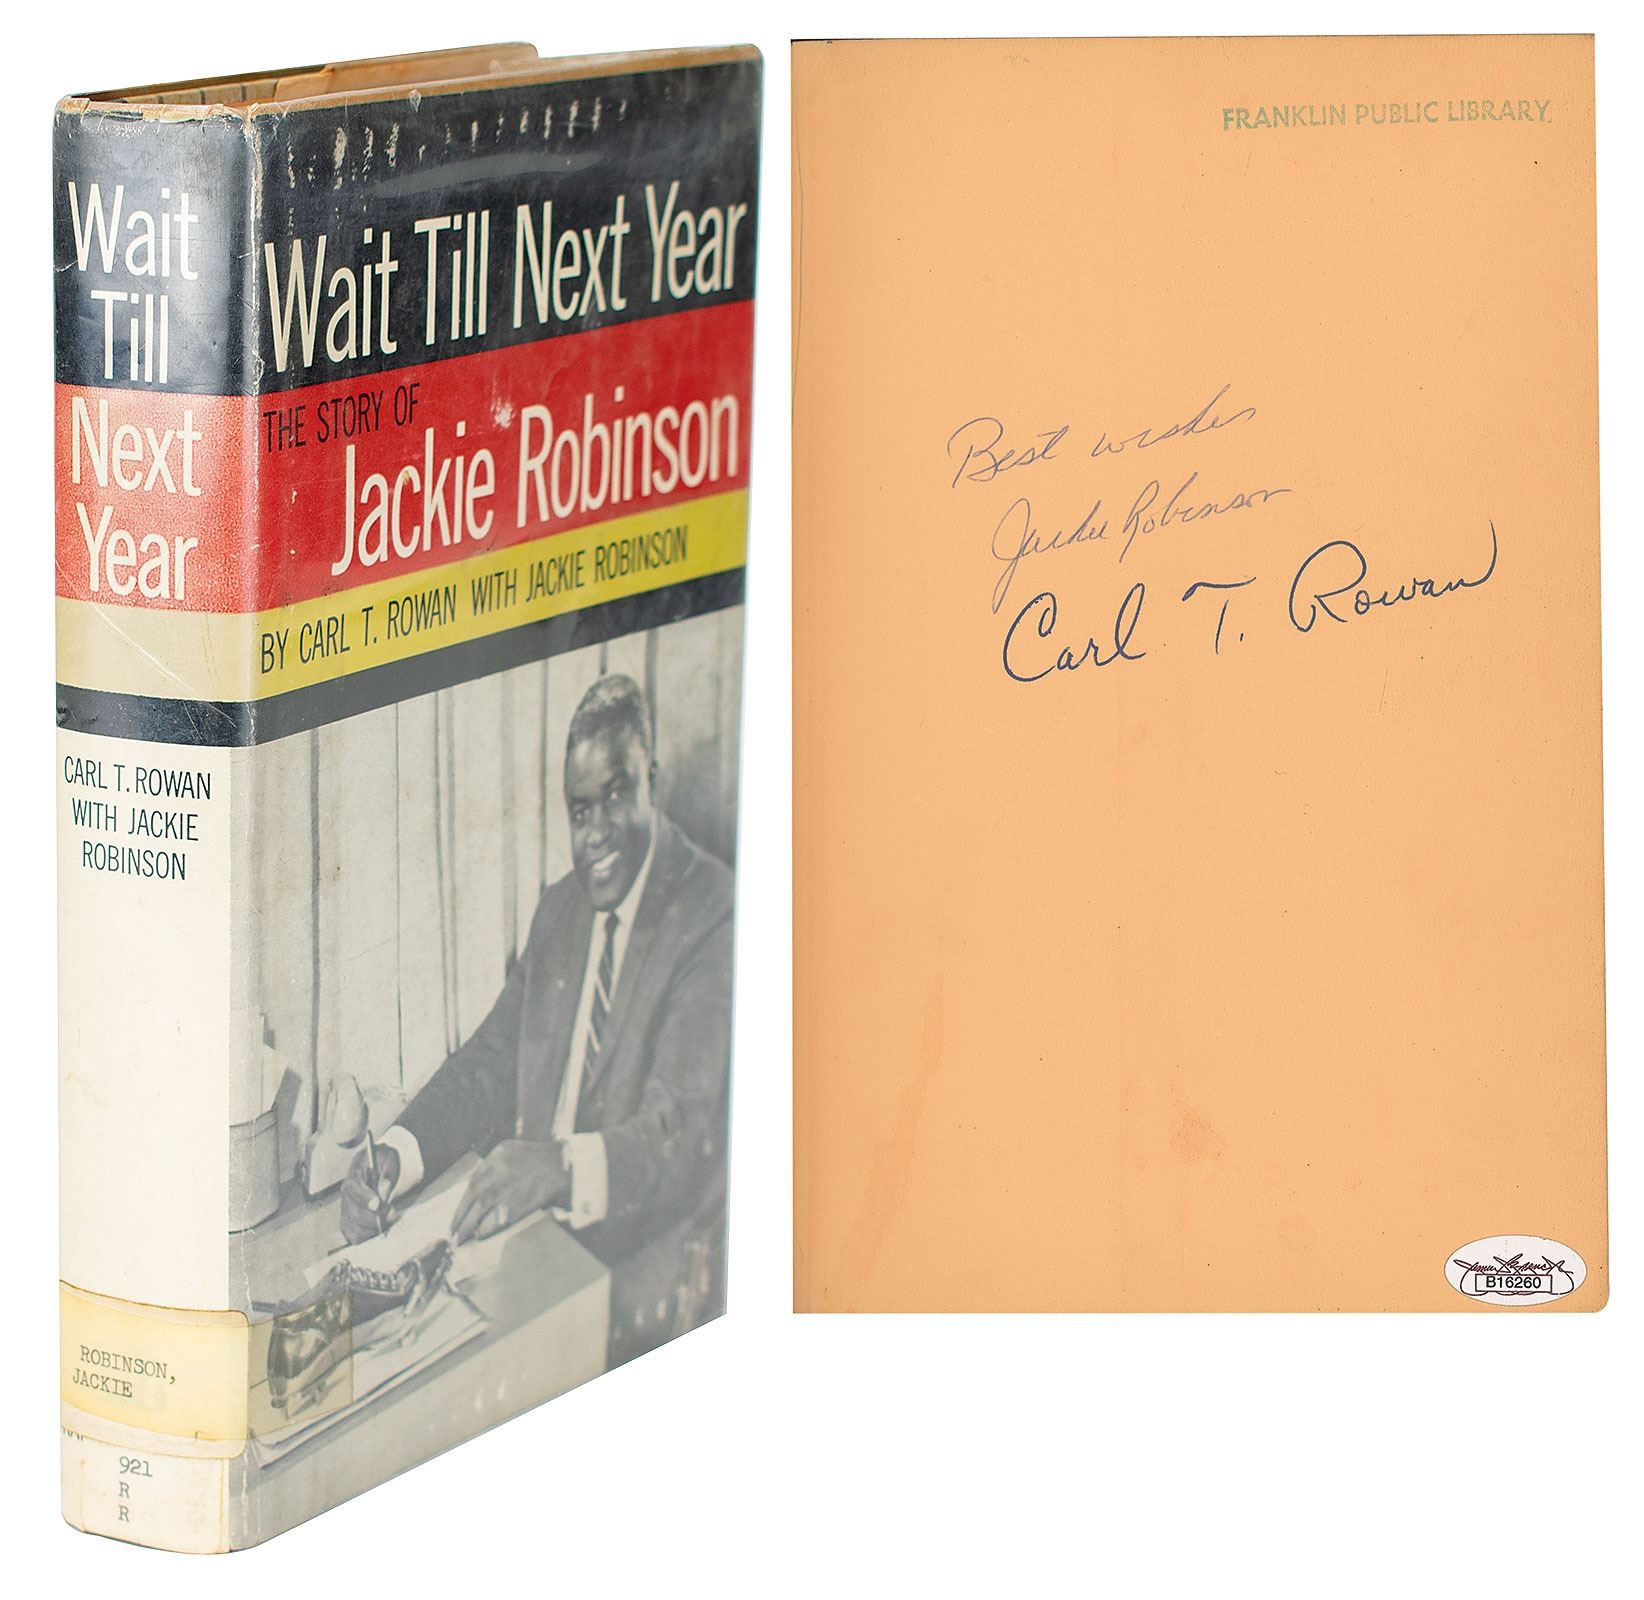 Wait
Till
Next
Year
CARL T. ROWAN
WITH JACKIE
ROBINSON
ROBINSON,
JACKIE
921
R
R
Wait Till Next Year
THE STORY OF
Jackie Robinson
BY CARL T. ROWAN WITH JACKIE ROBINSON
FRANKLIN PUBLIC LIBRARY
Best wishes
Jackie Robinson
Carl T. Rowan
B16260